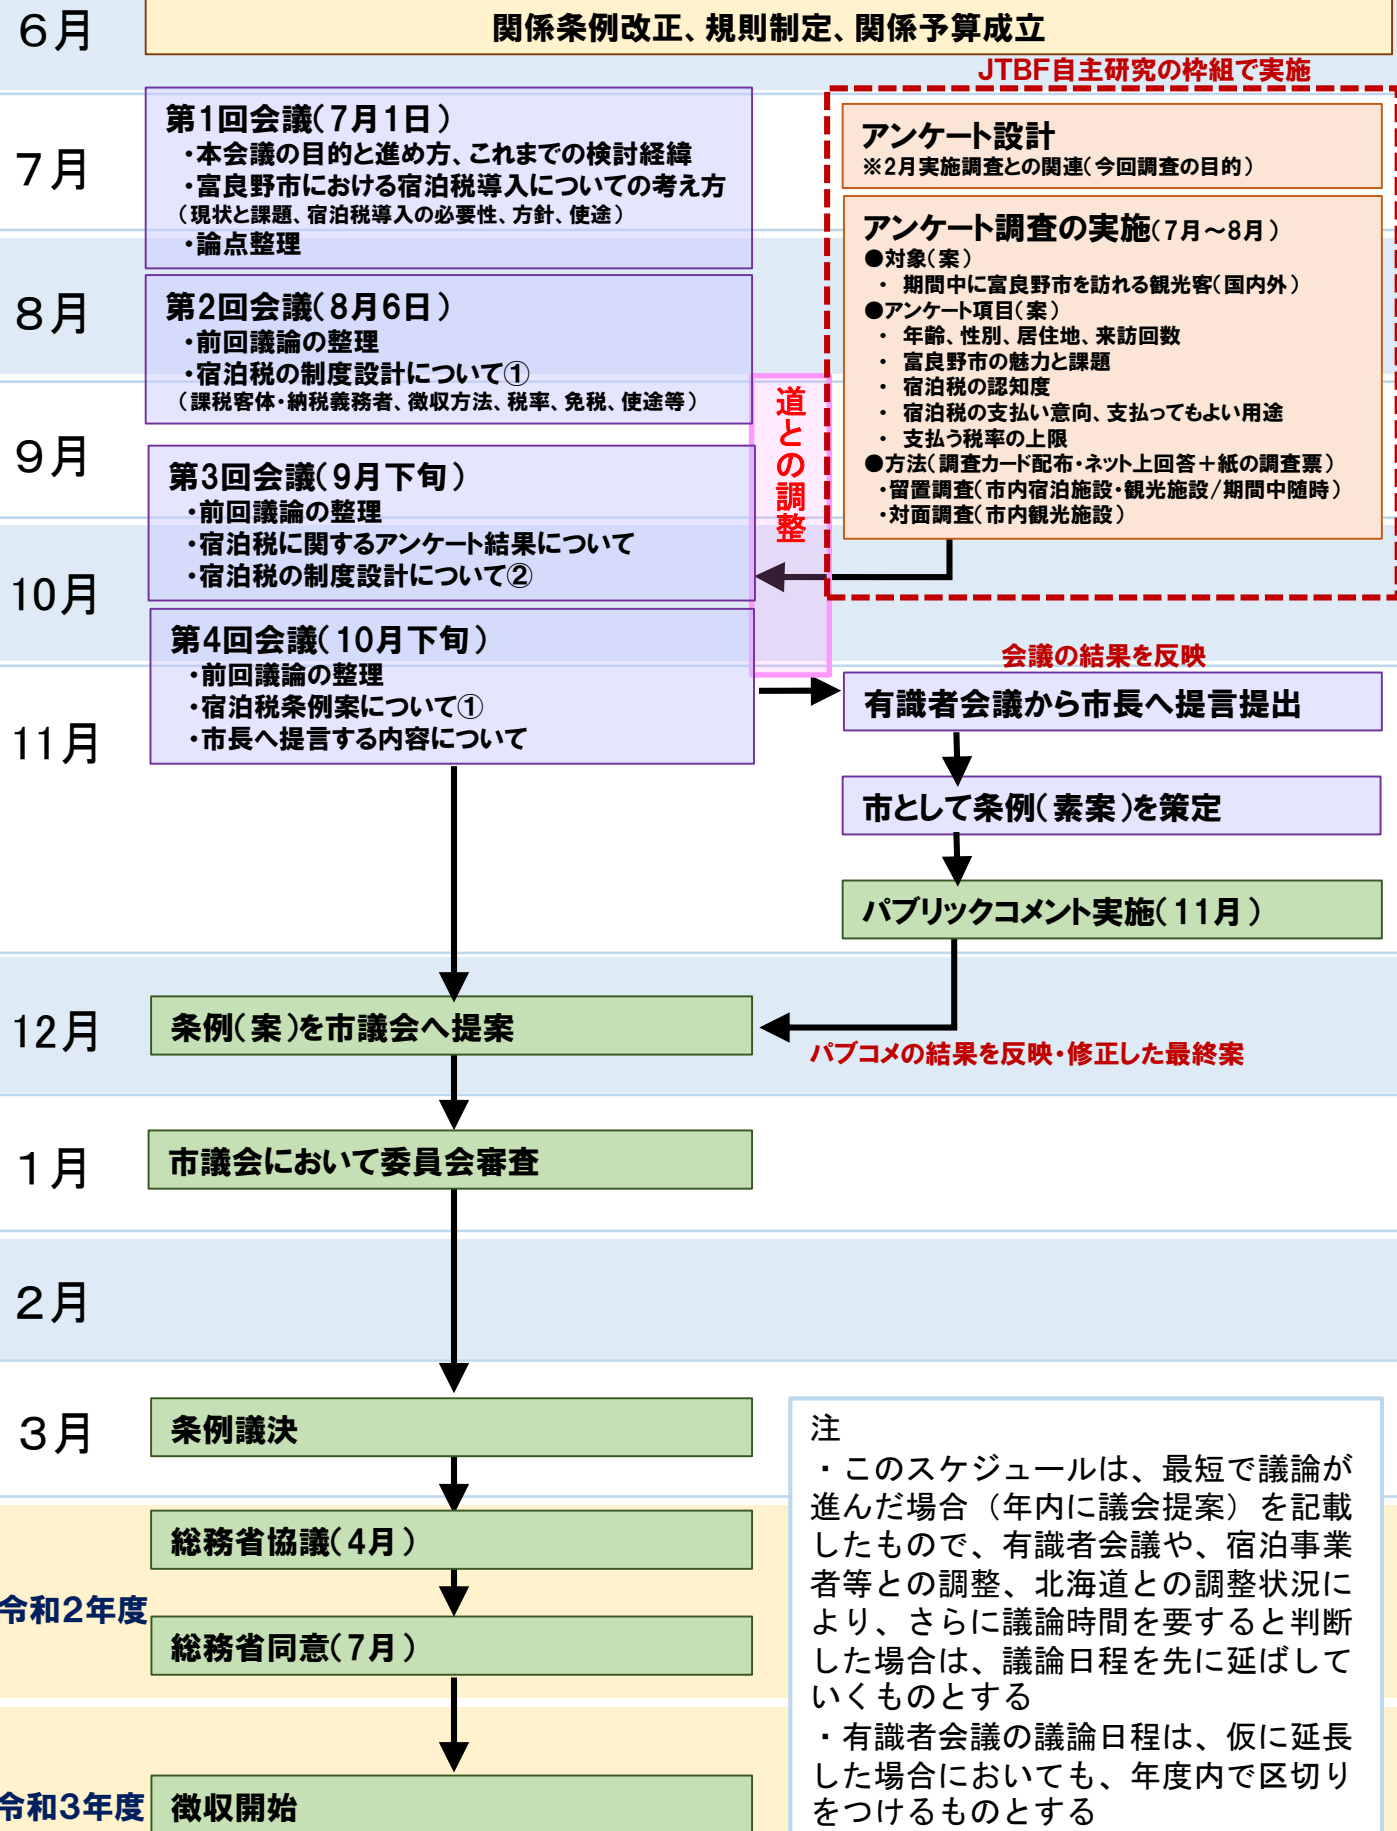 6月
関係条例改正、規則制定、関係予算成立
JTBF自主研究の枠組で実施
7月
第1回会議(7月1日)
・本会議の目的と進め方、これまでの検討経緯
・富良野市における宿泊税導入についての考え方
(現状と課題、宿泊税導入の必要性、方針、使途)
・論点整理
アンケート設計
※2月実施調査との関連(今回調査の目的)
アンケート調査の実施(7月～8月)
●対象(案)
・ 期間中に富良野市を訪れる観光客(国内外)
●アンケート項目(案)
・ 年齢、性別、居住地、来訪回数
・ 富良野市の魅力と課題
・ 宿泊税の認知度
・ 宿泊税の支払い意向、支払ってもよい用途
・ 支払う税率の上限
●方法(調査カード配布・ネット上回答＋紙の調査票)
・留置調査(市内宿泊施設・観光施設/期間中随時)
・対面調査(市内観光施設)
8月
第2回会議(8月6日)
・前回議論の整理
・宿泊税の制度設計について①
(課税客体・納税義務者、徴収方法、税率、免税、使途等)
道との調整
9月
第3回会議(9月下旬)
・前回議論の整理
・宿泊税に関するアンケート結果について
・宿泊税の制度設計について②
10月
第4回会議(10月下旬)
・前回議論の整理
・宿泊税条例案について①
・市長へ提言する内容について
会議の結果を反映
11月
有識者会議から市長へ提言提出
市として条例(素案)を策定
パブリックコメント実施(11月)
12月
条例(案)を市議会へ提案
パブコメの結果を反映・修正した最終案
1月
市議会において委員会審査
2月
3月
条例議決
令和2年度
総務省協議(4月)
総務省同意(7月)
令和3年度
徴収開始
注
・このスケジュールは、最短で議論が
進んだ場合（年内に議会提案）を記載
したもので、有識者会議や、宿泊事業
者等との調整、北海道との調整状況に
より、さらに議論時間を要すると判断
した場合は、議論日程を先に延ばして
いくものとする
・有識者会議の議論日程は、仮に延長
した場合においても、年度内で区切り
をつけるものとする